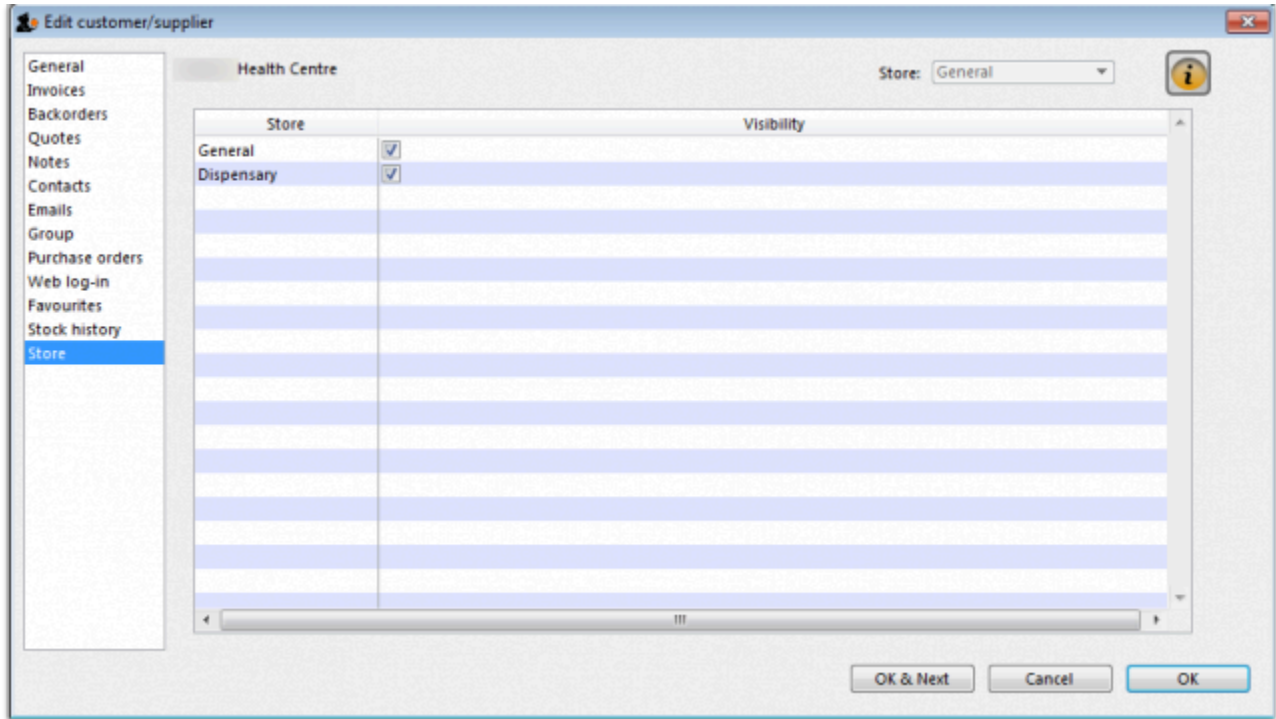 Edit customer/supplier
General
Invoices
Backorders
Quotes
Notes
Contacts
Emails
Group
Purchase orders
Web log-in
Favourites
Stock history
Store
Health Centre
Store: General
i
Store Visibility
General
Dispensary
OK & Next Cancel OK